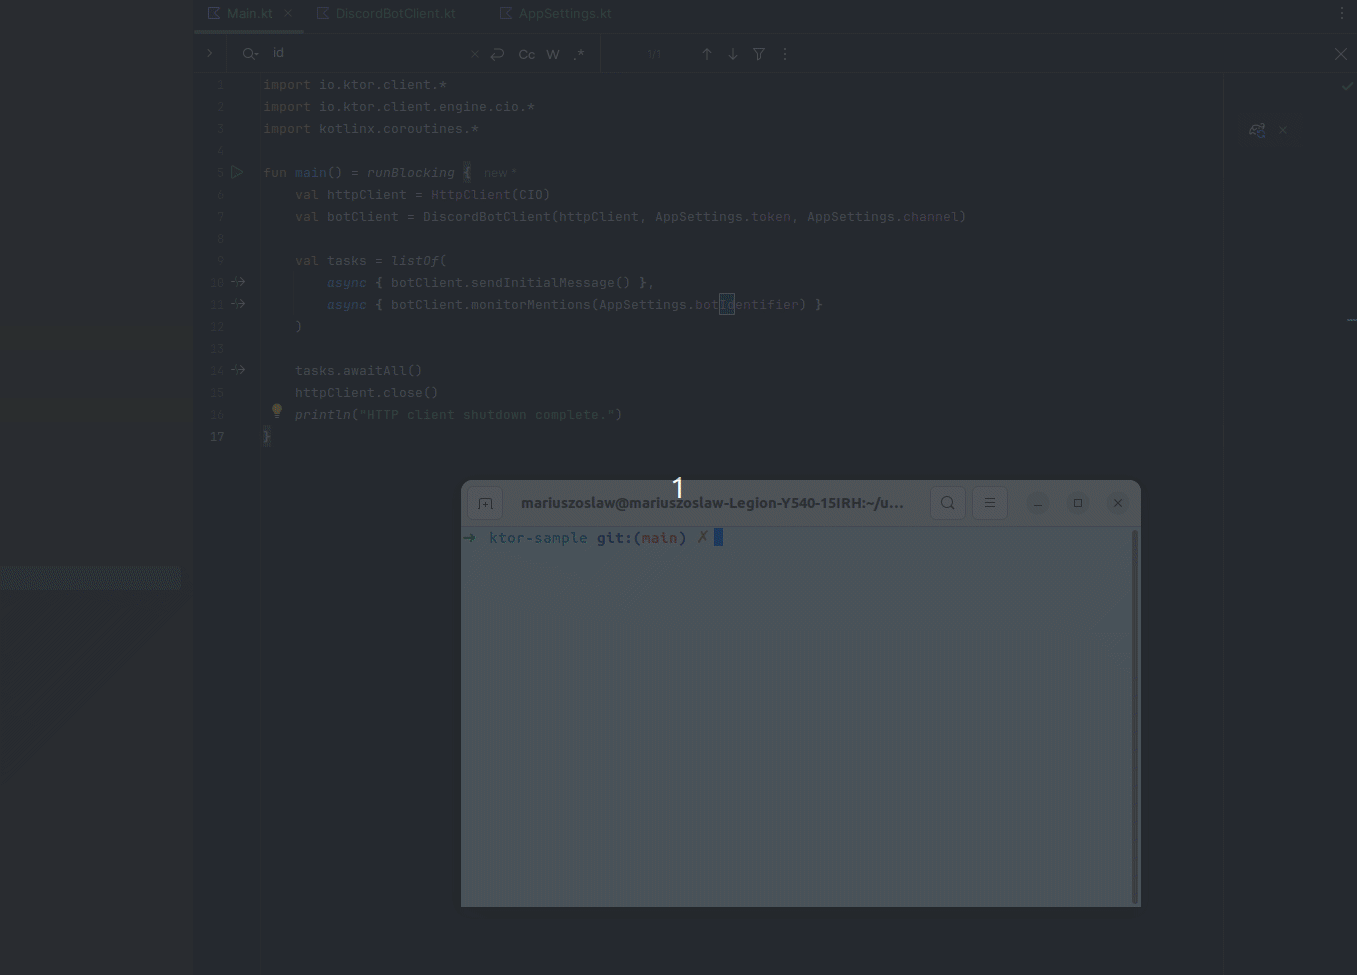 Main.kt × DiscordBotClient.kt AppSettings.kt
id × Cc W .* 1/1
1 import io.ktor.client.*
2 import io.ktor.client.engine.cio.*
3 import kotlinx.coroutines.*
4
5 fun main() = runBlocking { new *
6 val httpClient = HttpClient(CIO)
7 val botClient = DiscordBotClient(httpClient, AppSettings.token, AppSettings.channel)
8
9 val tasks = listOf(
10 async { botClient.sendInitialMessage() },
11 async { botClient.monitorMentions(AppSettings.botIdentifier) }
12 )
13
14 tasks.awaitAll()
15 httpClient.close()
16 println("HTTP client shutdown complete.")
17 }
1
mariuszoslaw@mariuszoslaw-Legion-Y540-15IRH:~/u...
→ ktor-sample git:(main) ✗